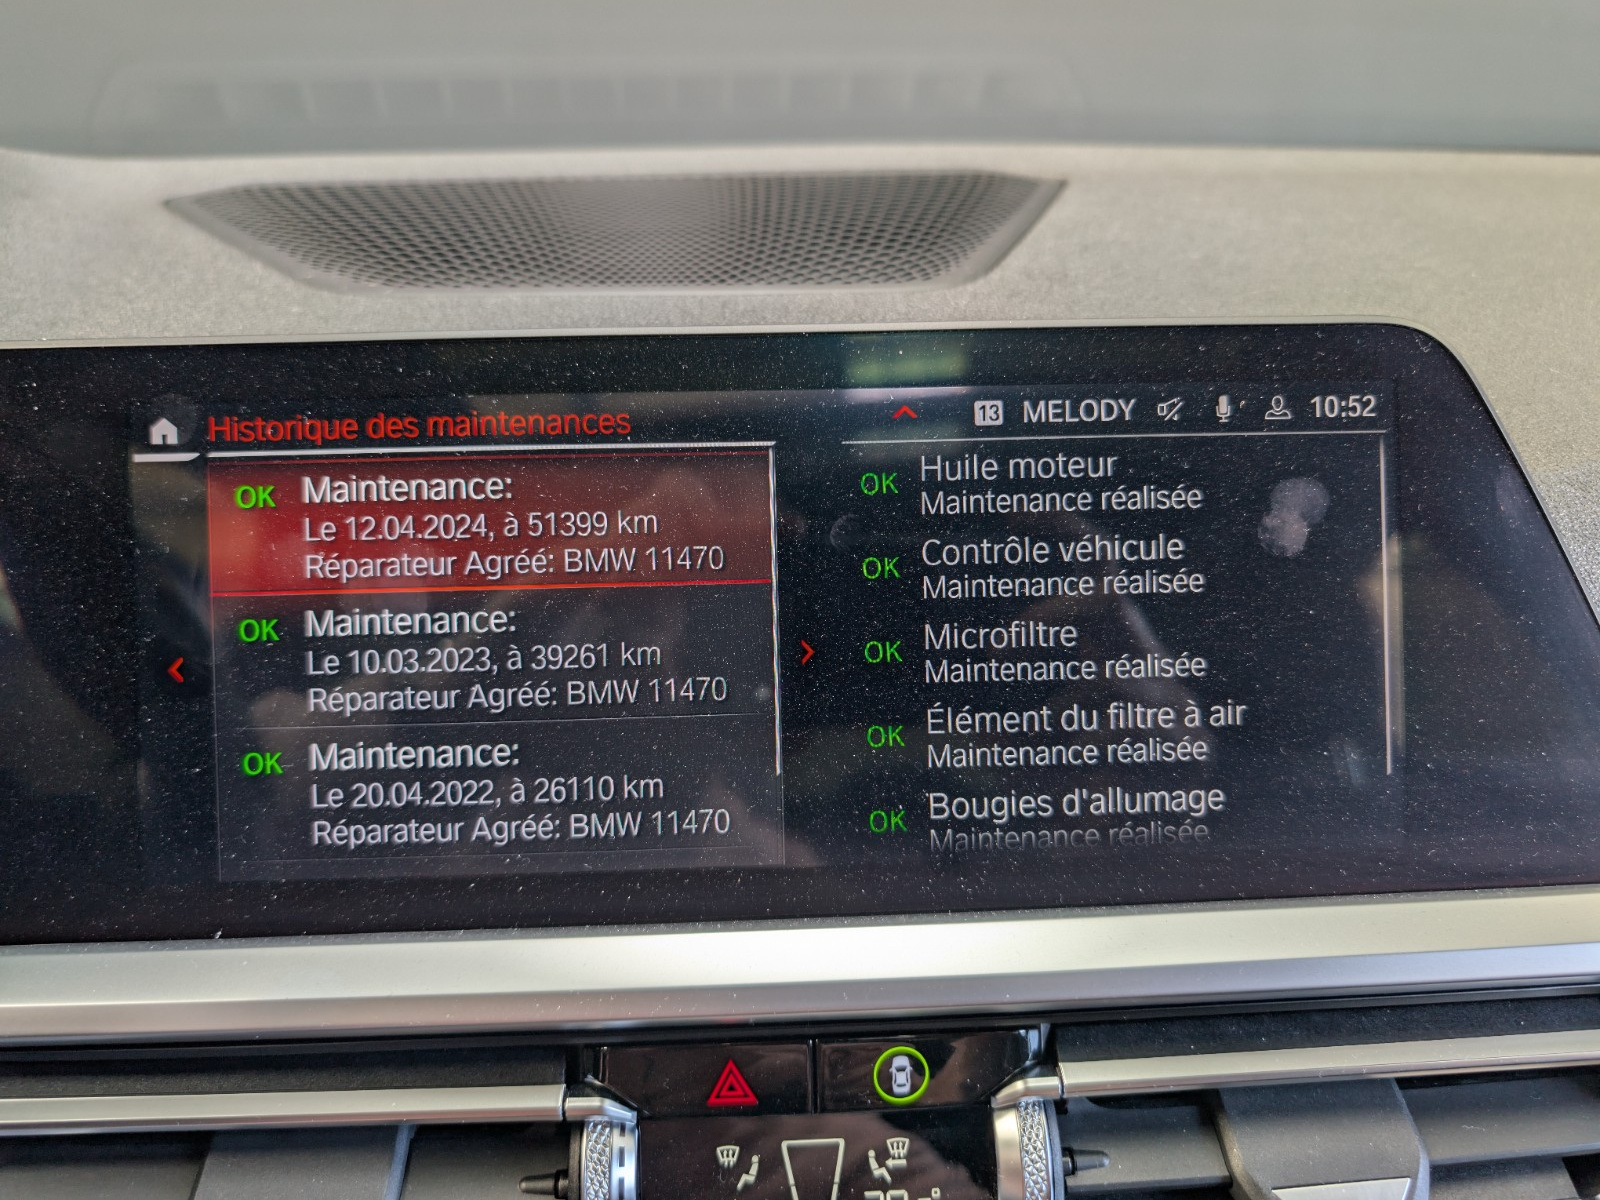 Historique des maintenances
13 MELODY 10:52
OK Maintenance:
Le 12.04.2024, à 51399 km
Réparateur Agréé: BMW 11470
OK Maintenance:
Le 10.03.2023, à 39261 km
Réparateur Agréé: BMW 11470
OK Maintenance:
Le 20.04.2022, à 26110 km
Réparateur Agréé: BMW 11470
OK Huile moteur
Maintenance réalisée
OK Contrôle véhicule
Maintenance réalisée
OK Microfiltre
Maintenance réalisée
OK Élément du filtre à air
Maintenance réalisée
OK Bougies d'allumage
Maintenance réalisée